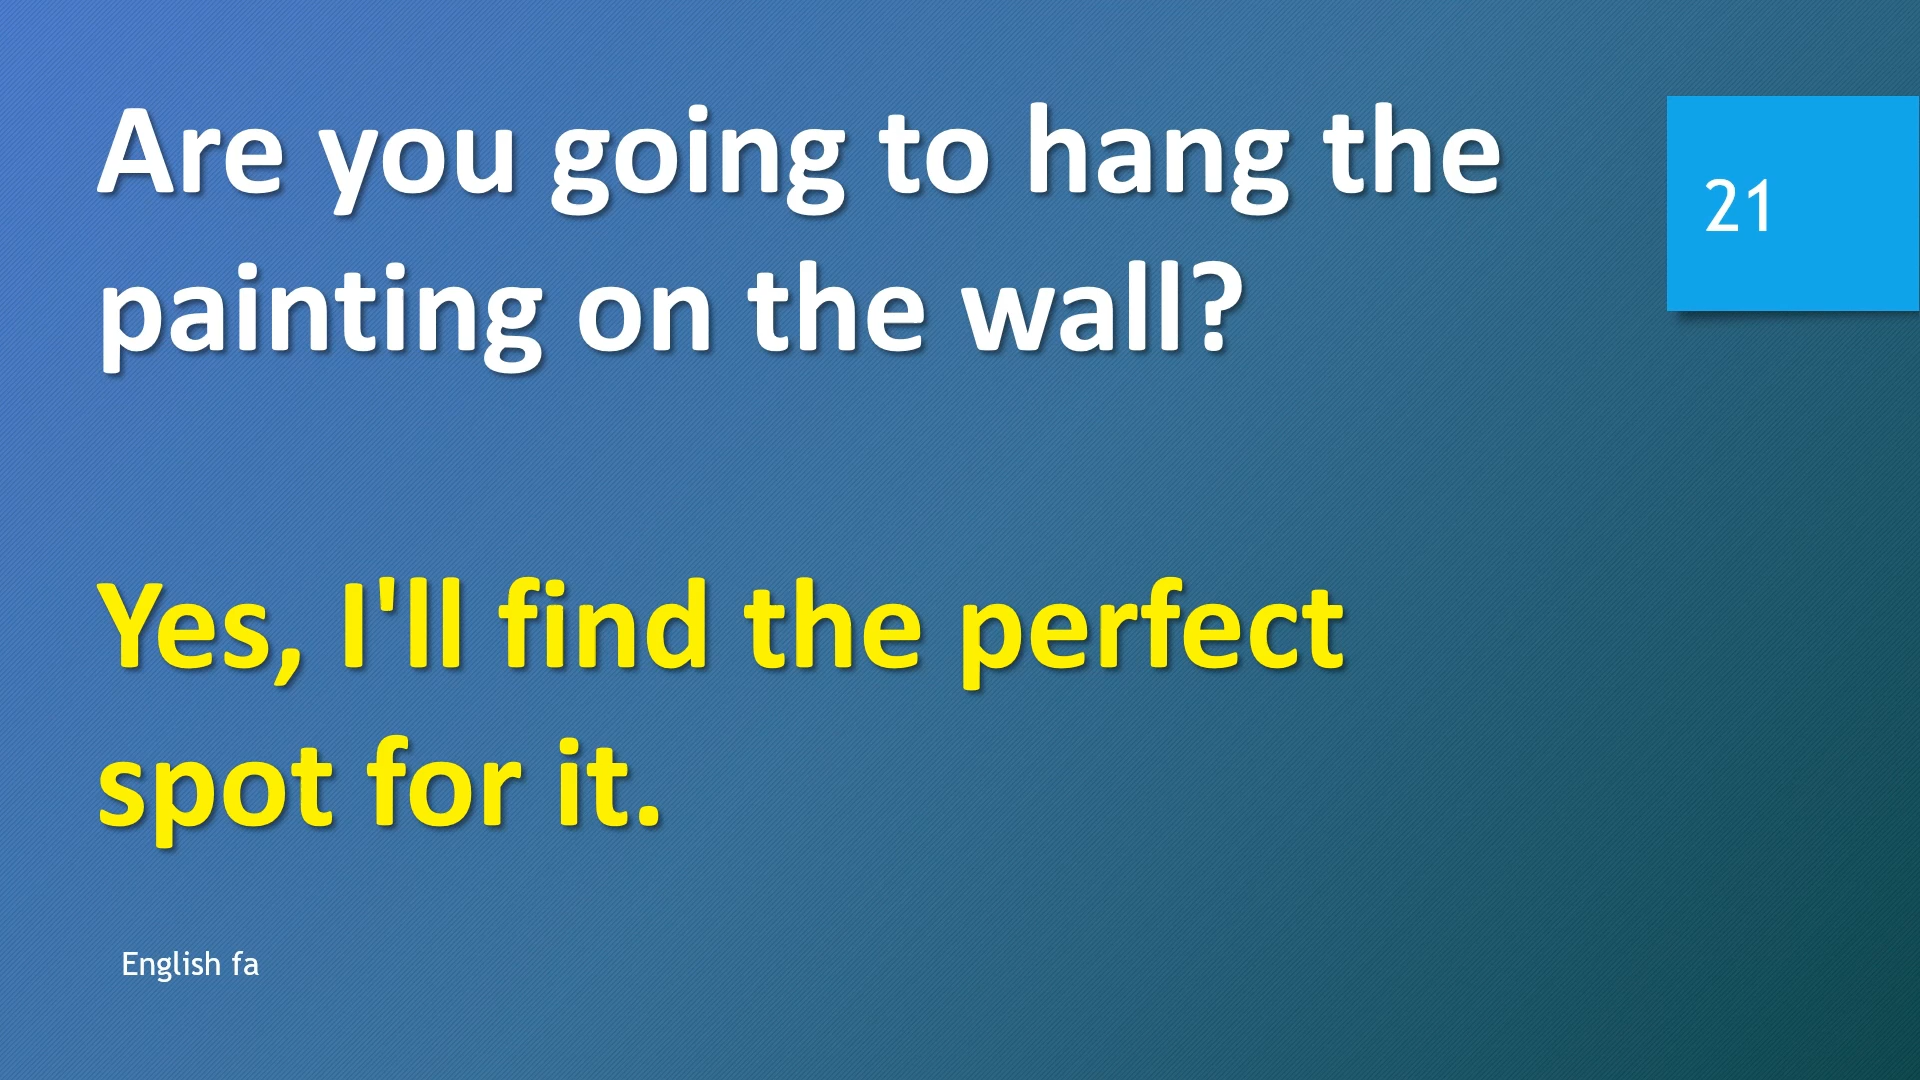 Are you going to hang the
painting on the wall?
21
Yes, I'll find the perfect
spot for it.
English fa